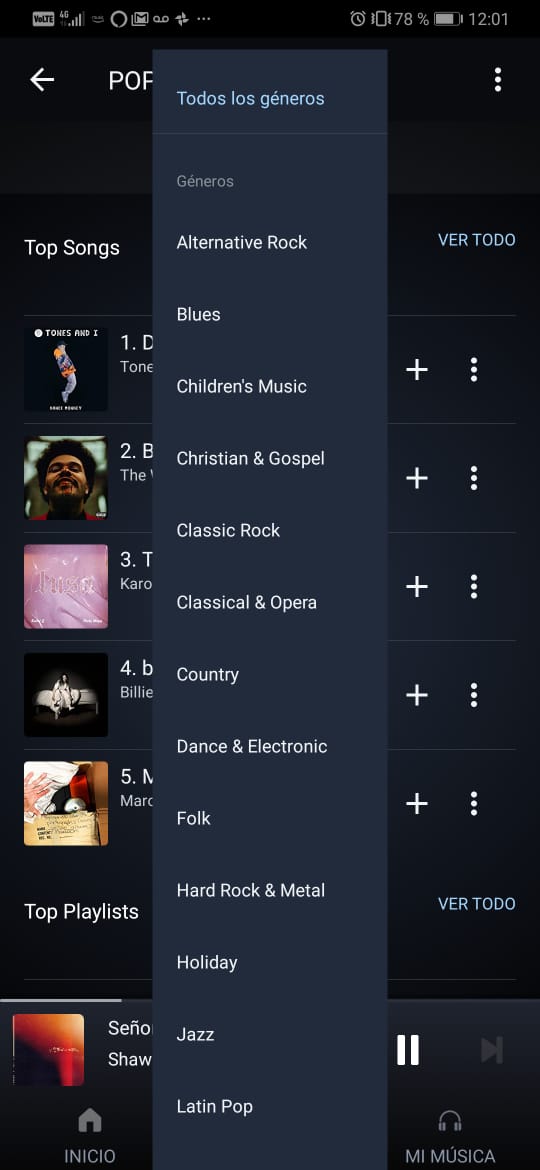 VoLTE 4G 78 % 12:01
POP
Todos los géneros
Géneros
Top Songs
VER TODO
Alternative Rock
Blues
TONES AND I
DANCE MONKEY
1. D
Tone
Children's Music
2. B
The
Christian & Gospel
Classic Rock
3. T
Karo
Classical & Opera
4. b
Billie
Country
Dance & Electronic
5. M
Marc
Folk
Hard Rock & Metal
Top Playlists
VER TODO
Holiday
Seño
Shaw
Jazz
Latin Pop
INICIO
MI MÚSICA